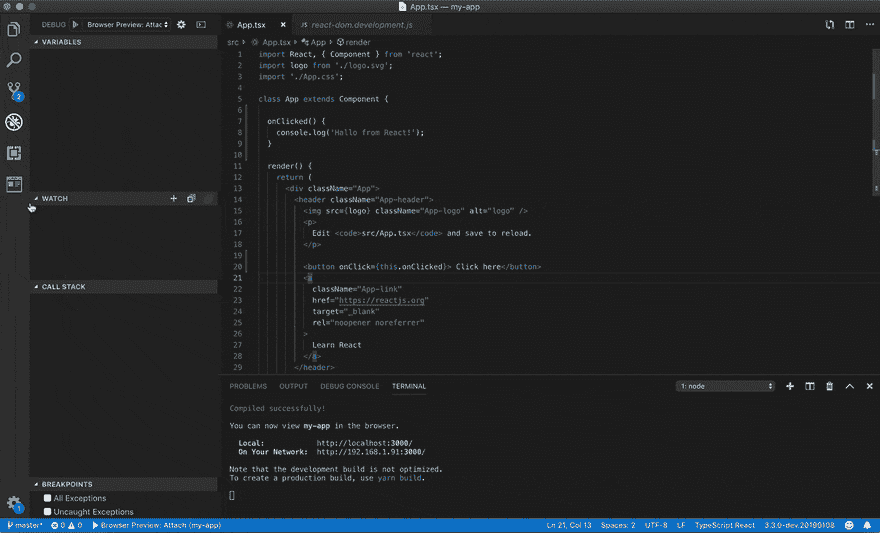 App.tsx — my-app
DEBUG Browser Preview: Attac
App.tsx
JS react-dom.development.js
VARIABLES
src › App.tsx › App › render
1 import React, { Component } from 'react';
2 import logo from './logo.svg';
3 import './App.css';
4
5 class App extends Component {
6
7 onClicked() {
8 console.log('Hallo from React!');
9 }
10
11 render() {
12 return (
13 <div className="App">
14 <header className="App-header">
15 <img src={logo} className="App-logo" alt="logo" />
16 <p>
17 Edit <code>src/App.tsx</code> and save to reload.
18 </p>
19
20 <button onClick={this.onClicked}> Click here</button>
21 <a
22 className="App-link"
23 href="https://reactjs.org"
24 target="_blank"
25 rel="noopener noreferrer"
26 >
27 Learn React
28 </a>
29 </header>
2
WATCH
CALL STACK
BREAKPOINTS
All Exceptions
Uncaught Exceptions
1
PROBLEMS OUTPUT DEBUG CONSOLE TERMINAL
1: node
Compiled successfully!
You can now view my-app in the browser.
Local: http://localhost:3000/
On Your Network: http://192.168.1.91:3000/
Note that the development build is not optimized.
To create a production build, use yarn build.
master* 0 0 Browser Preview: Attach (my-app)
Ln 21, Col 13 Spaces: 2 UTF-8 LF TypeScript React 3.3.0-dev.20190108